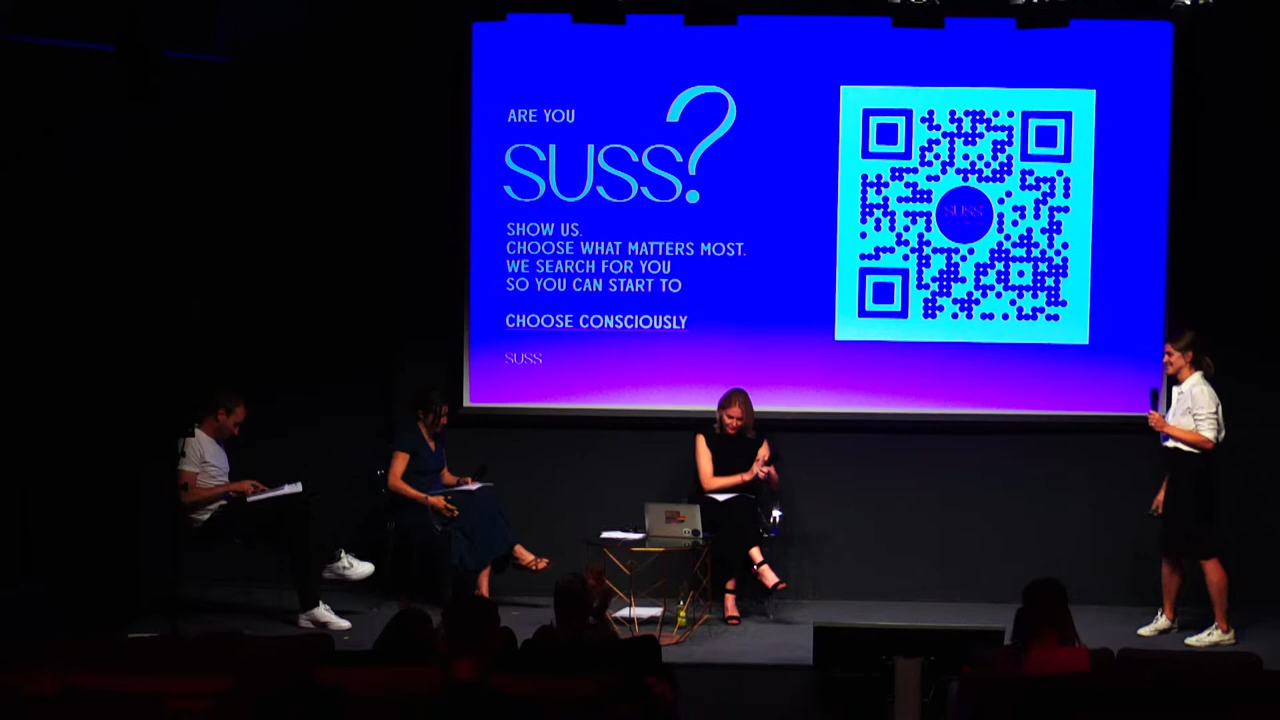 ARE YOU
SUSS?
SHOW US.
CHOOSE WHAT MATTERS MOST.
WE SEARCH FOR YOU
SO YOU CAN START TO
CHOOSE CONSCIOUSLY
SUSS
SUSS